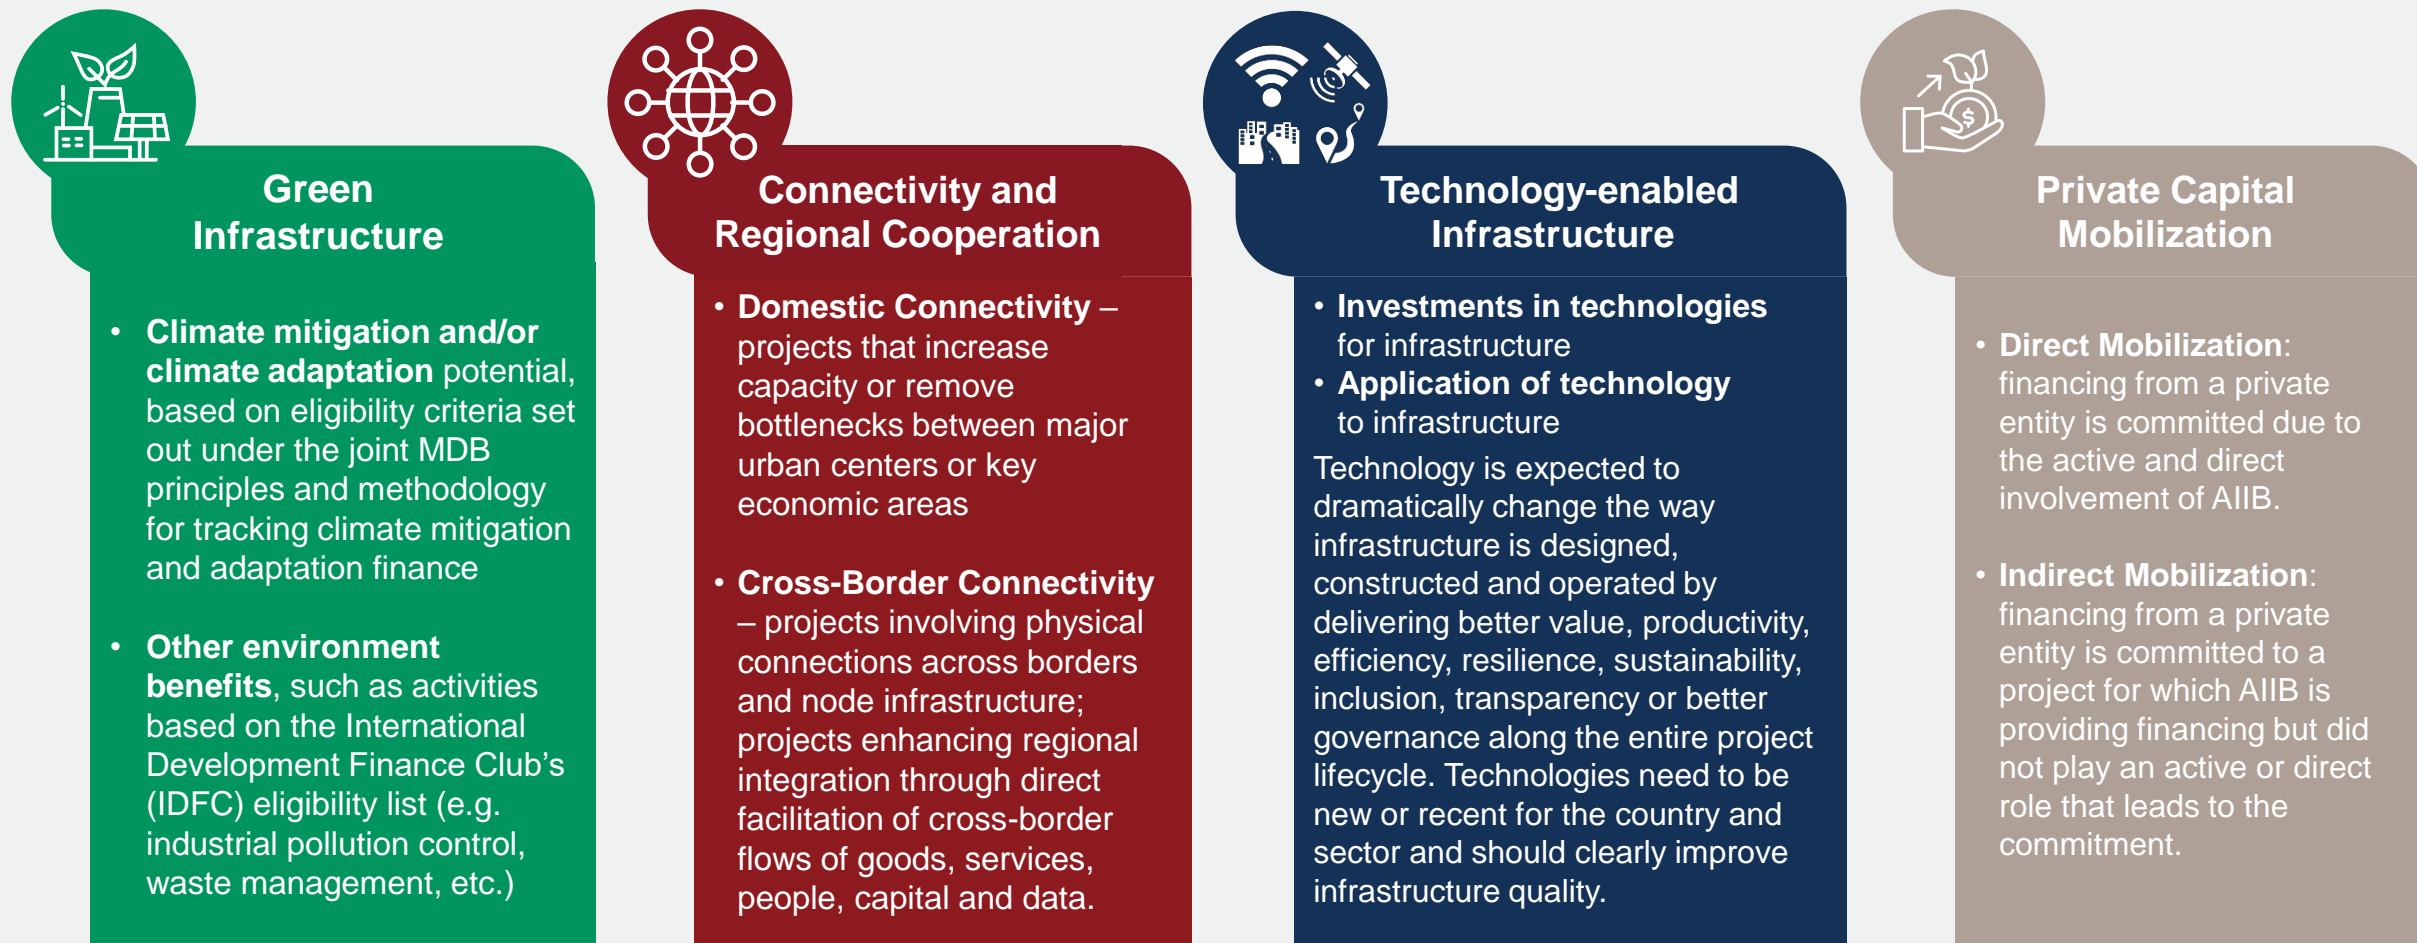 Green
Infrastructure
• Climate mitigation and/or
climate adaptation potential,
based on eligibility criteria set
out under the joint MDB
principles and methodology
for tracking climate mitigation
and adaptation finance
• Other environment
benefits, such as activities
based on the International
Development Finance Club’s
(IDFC) eligibility list (e.g.
industrial pollution control,
waste management, etc.)
Connectivity and
Regional Cooperation
• Domestic Connectivity –
projects that increase
capacity or remove
bottlenecks between major
urban centers or key
economic areas
• Cross-Border Connectivity
– projects involving physical
connections across borders
and node infrastructure;
projects enhancing regional
integration through direct
facilitation of cross-border
flows of goods, services,
people, capital and data.
Technology-enabled
Infrastructure
• Investments in technologies
for infrastructure
• Application of technology
to infrastructure
Technology is expected to
dramatically change the way
infrastructure is designed,
constructed and operated by
delivering better value, productivity,
efficiency, resilience, sustainability,
inclusion, transparency or better
governance along the entire project
lifecycle. Technologies need to be
new or recent for the country and
sector and should clearly improve
infrastructure quality.
$
Private Capital
Mobilization
• Direct Mobilization:
financing from a private
entity is committed due to
the active and direct
involvement of AIIB.
• Indirect Mobilization:
financing from a private
entity is committed to a
project for which AIIB is
providing financing but did
not play an active or direct
role that leads to the
commitment.